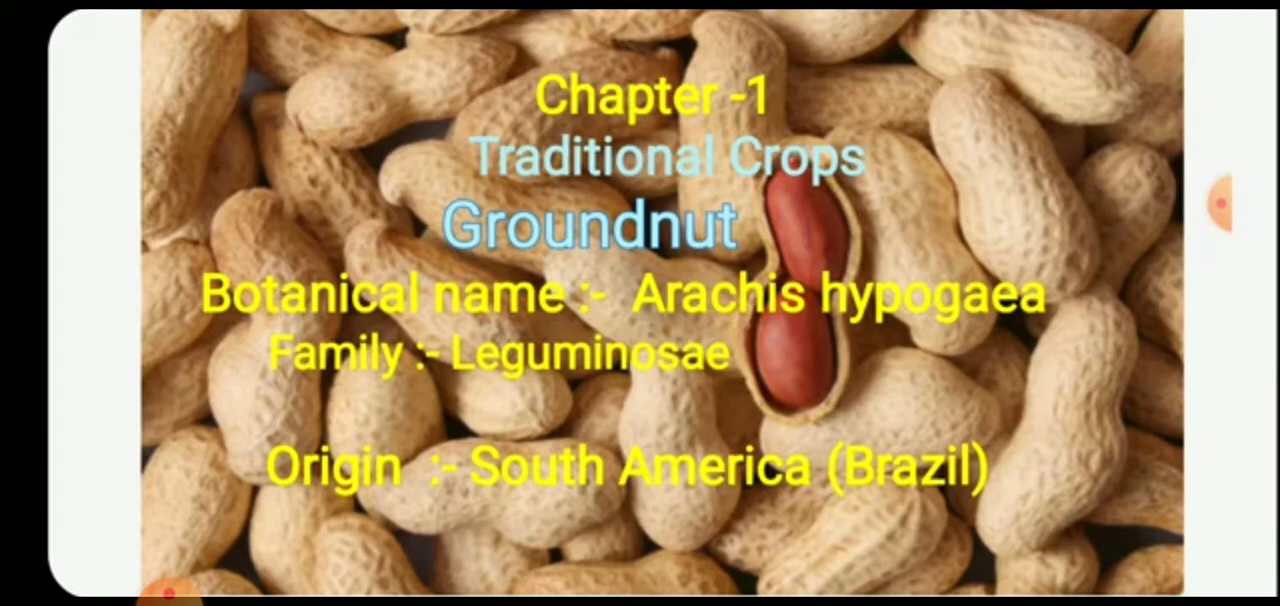 Chapter -1
Traditional Crops
Groundnut
Botanical name :- Arachis hypogaea
Family :- Leguminosae
Origin :- South America (Brazil)